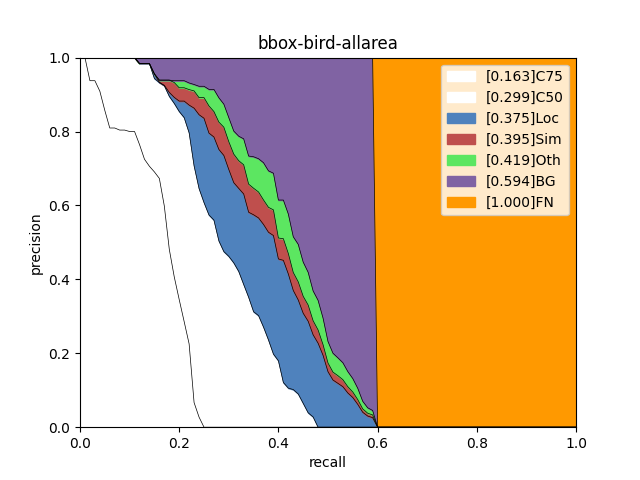 bbox-bird-allarea
1.0
0.8
0.6
0.4
0.2
0.0
precision
[0.163]C75
[0.299]C50
[0.375]Loc
[0.395]Sim
[0.419]Oth
[0.594]BG
[1.000]FN
0.0 0.2 0.4 0.6 0.8 1.0
recall